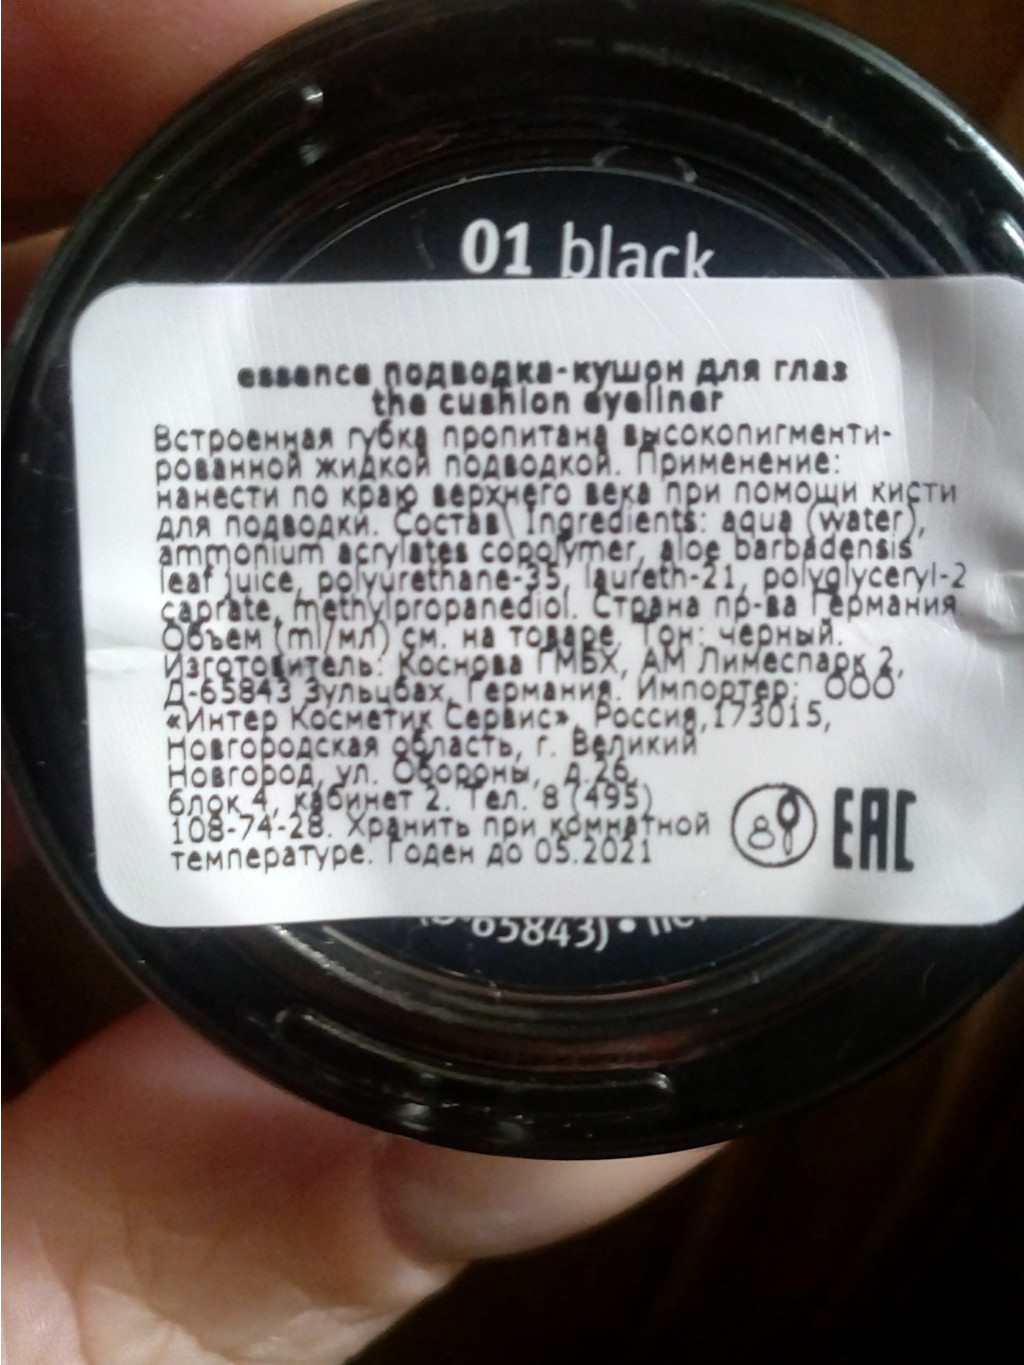 01 black
essence подводка-кушон для глаз
the cushion eyeliner
Встроенная губка пропитана высокопигменти-
рованной жидкой подводкой. Применение:
нанести по краю верхнего века при помощи кисти
для подводки. Состав\ Ingredients: aqua (water),
ammonium acrylates copolymer, aloe barbadensis
leaf juice, polyurethane-35, laureth-21, polyglyceryl-2
caprate, methylpropanediol. Страна пр-ва Германия
Объем (ml/мл) см. на товаре. Тон: черный.
Изготовитель: Коснова ГМБХ, АМ Лимеспарк 2,
Д-65843 Зульцбах, Германия. Импортер: ООО
«Интер Косметик Сервис», Россия,173015,
Новгородская область, г. Великий
Новгород, ул. Обороны, д.26,
блок 4, кабинет 2. Тел. 8 (495)
108-74-28. Хранить при комнатной
температуре. Годен до 05.2021
EAC
65843) •